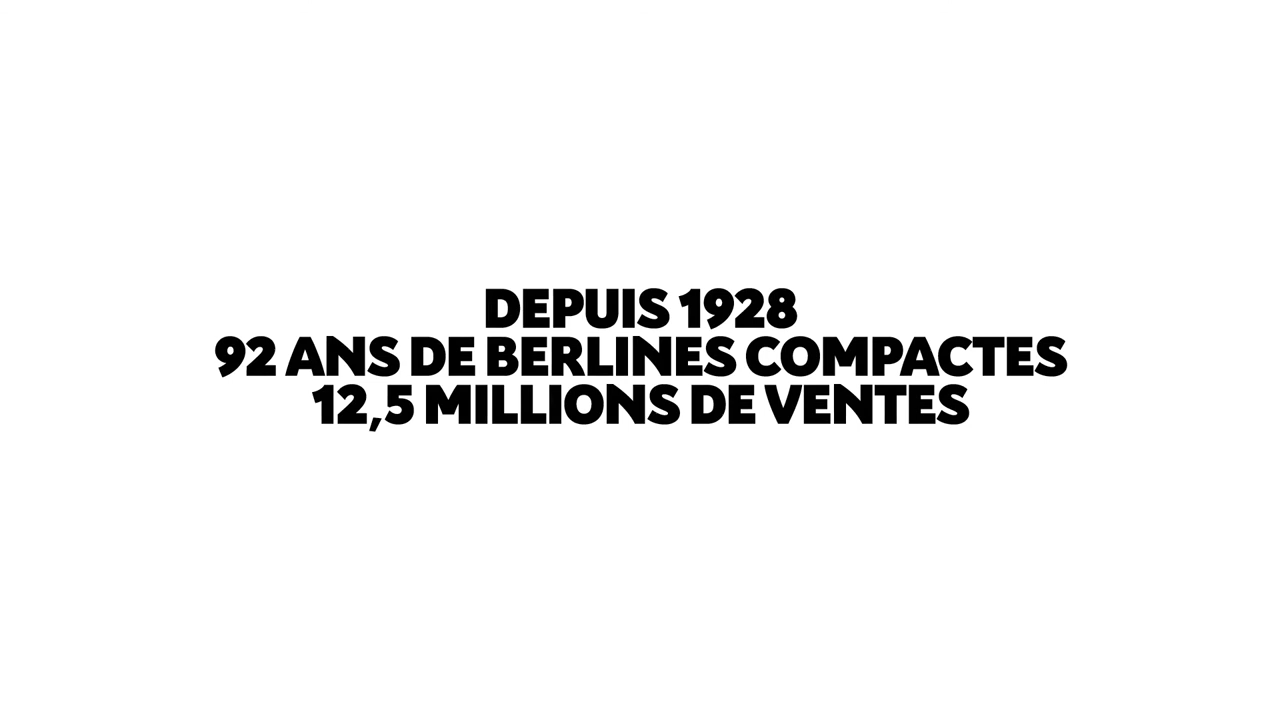 DEPUIS 1928
92 ANS DE BERLINES COMPACTES
12,5 MILLIONS DE VENTES